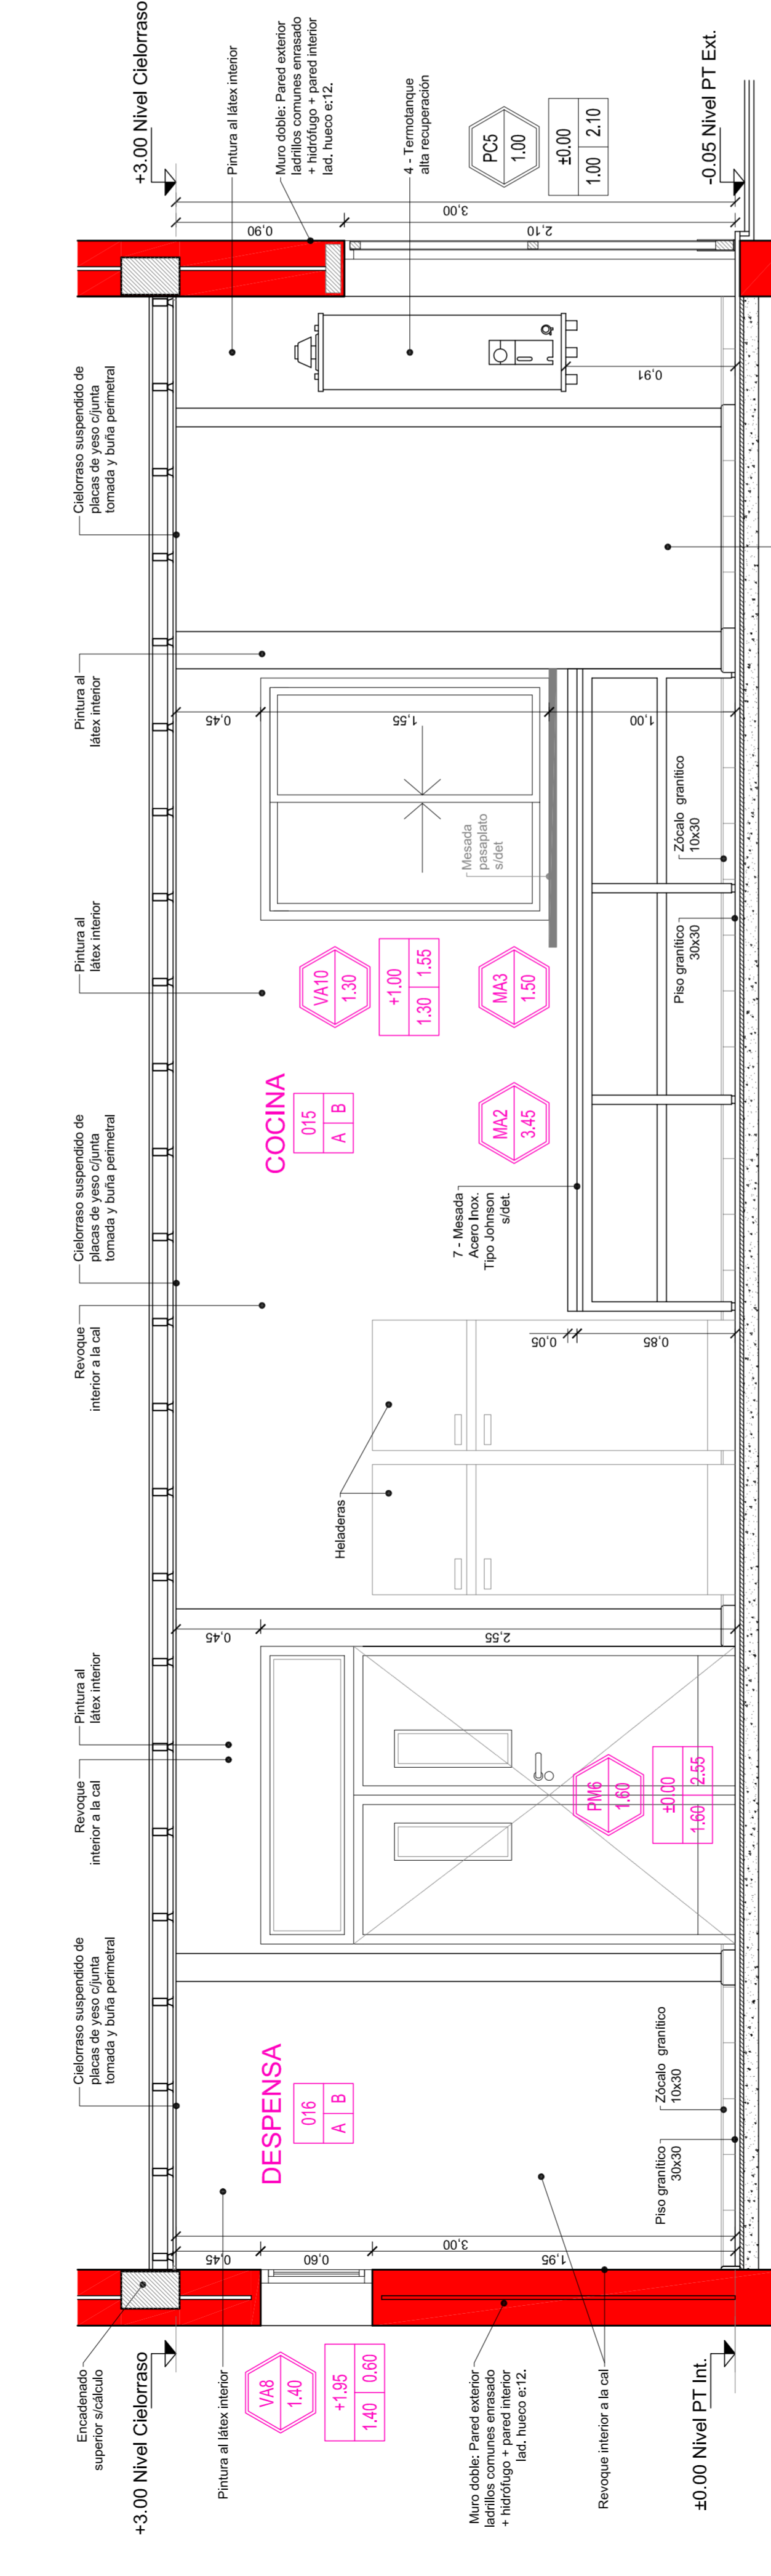 Encadenado
superior s/cálculo
+3.00 Nivel Cielorraso
Pintura al látex interior
VA8
1.40
+1.95
1.40
0.60
Muro doble: Pared exterior
ladrillos comunes enrasado
+ hidrófugo + pared interior
lad. hueco e:12.
Revoque interior a la cal
±0.00 Nivel PT Int.
0,45
0,60
1,95
3,00
Cielorraso suspendido de
placas de yeso c/junta
tomada y buña perimetral
DESPENSA
016
A
B
Piso granítico
30x30
Zócalo granítico
10x30
Revoque
interior a la cal
Pintura al
látex interior
PM6
1.60
±0.00
1.60
2.55
0,45
2,55
Heladeras
Revoque
interior a la cal
Cielorraso suspendido de
placas de yeso c/junta
tomada y buña perimetral
0,05
0,85
7 - Mesada
Acero Inox.
Tipo Johnson
s/det.
COCINA
015
A
B
MA2
3.45
Pintura al
látex interior
VA10
1.30
+1.00
1.30
1.55
MA3
1.50
Mesada
pasaplato
s/det
Piso granítico
30x30
Zócalo granítico
10x30
Pintura al
látex interior
0,45
1,55
1,00
Cielorraso suspendido de
placas de yeso c/junta
tomada y buña perimetral
0,91
0,90
2,10
3,00
+3.00 Nivel Cielorraso
Pintura al látex interior
Muro doble: Pared exterior
ladrillos comunes enrasado
+ hidrófugo + pared interior
lad. hueco e:12.
4 - Termotanque
alta recuperación
PC5
1.00
±0.00
1.00
2.10
-0.05 Nivel PT Ext.